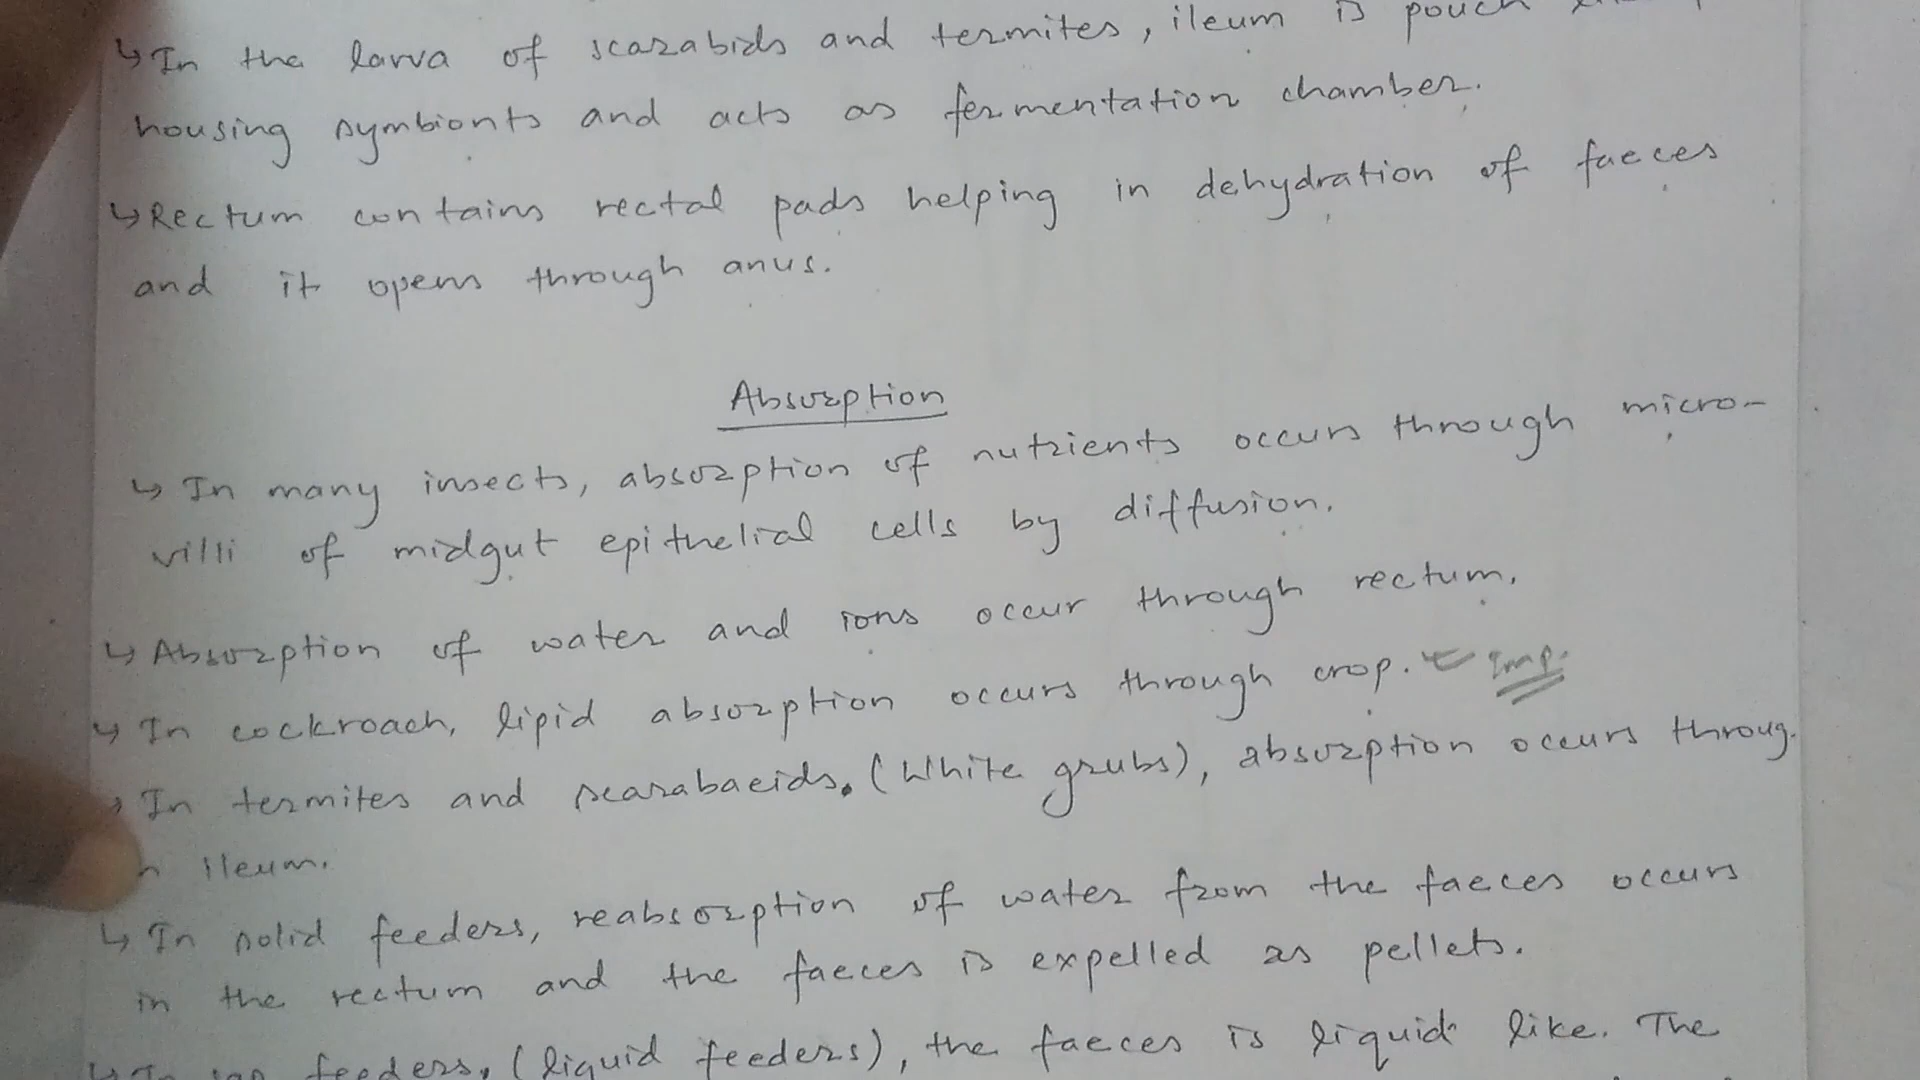 ↳ In the larva of scarabids and termites, ileum is pouch
housing symbionts and acts as fermentation chamber.
↳ Rectum contains rectal pads helping in dehydration of faeces
and it opens through anus.
Absorption
↳ In many insects, absorption of nutrients occurs through micro-
villi of midgut epithelial cells by diffusion.
↳ Absorption of water and ions occur through rectum.
↳ In cockroach, lipid absorption occurs through crop. ← Imp.
↳ In termites and scarabaeids, (White grubs), absorption occurs throug-
h ileum.
↳ In solid feeders, reabsorption of water from the faeces occurs
in the rectum and the faeces is expelled as pellets.
↳ In sap feeders, (liquid feeders), the faeces is liquid like. The